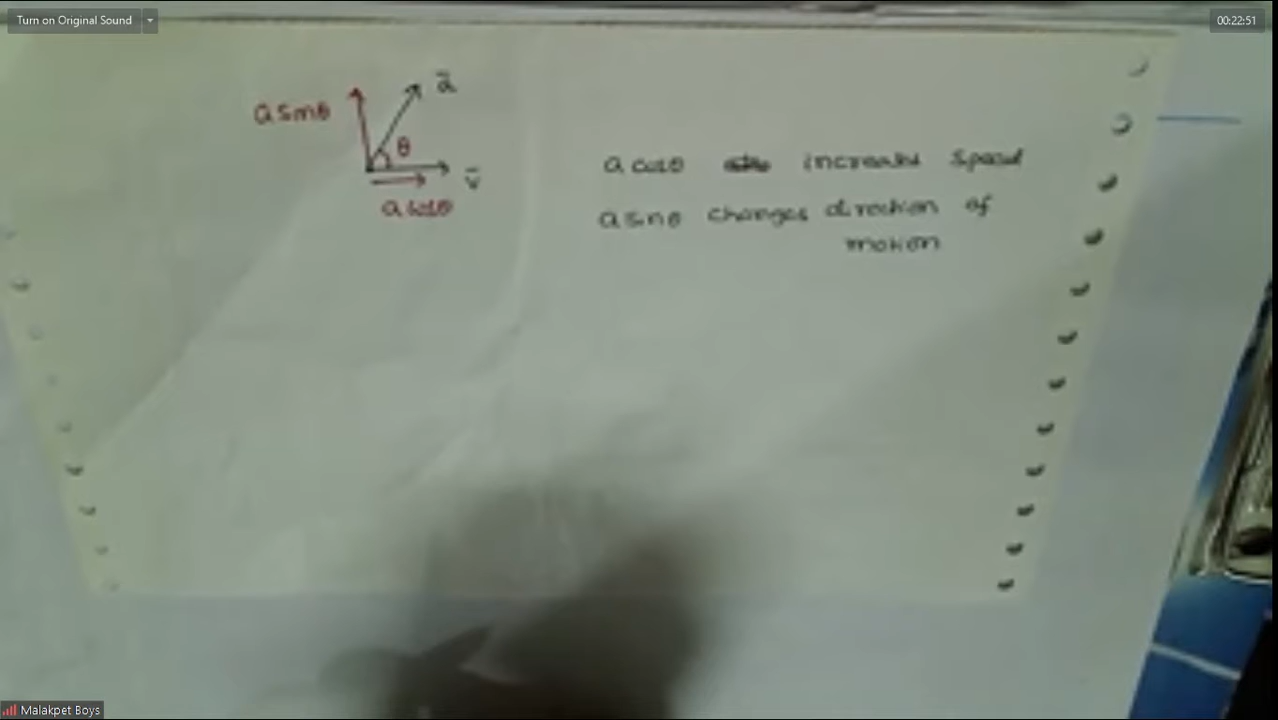 Turn on Original Sound
00:22:51
a sinθ
a⃗
θ
v⃗
a cosθ
a cosθ increases speed
a sinθ changes direction of
motion
Malakpet Boys